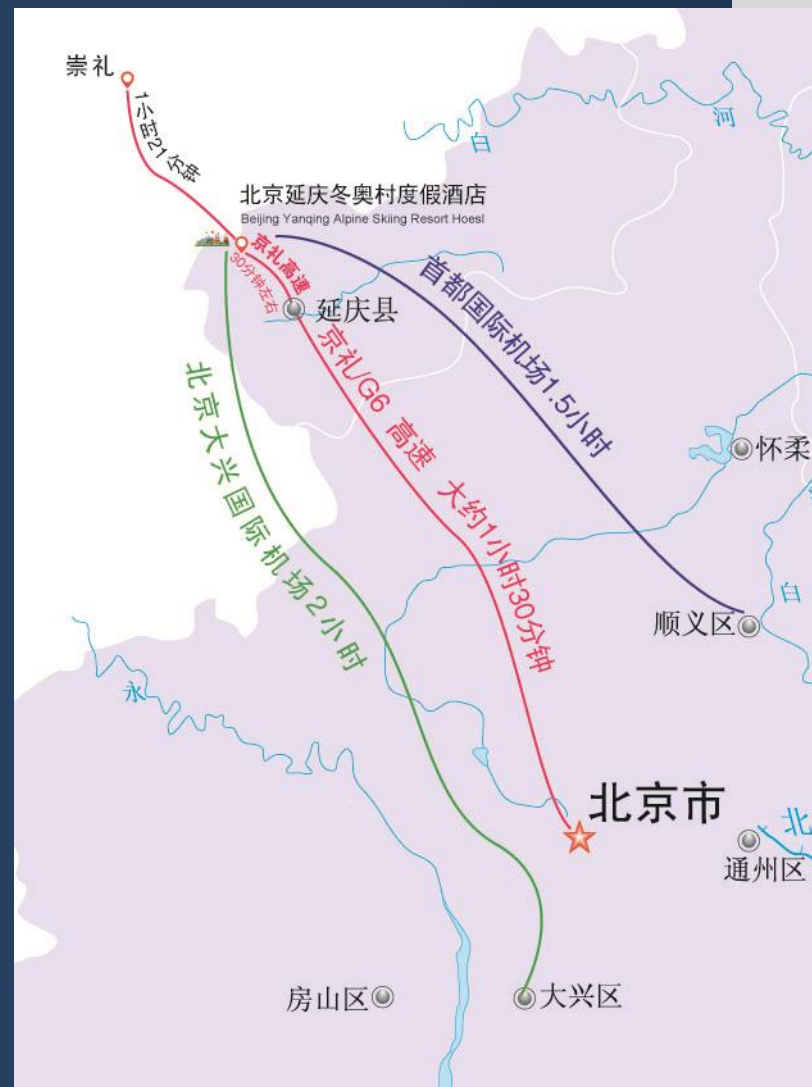 崇礼
1小时21分钟
白
河
北京延庆冬奥村度假酒店
Beijing Yanqing Alpine Skiing Resort Hoesl
京礼高速
30分钟左右
延庆县
首都国际机场1.5小时
京礼/G6 高速 大约1小时30分钟
北京大兴国际机场2小时
怀柔
白
顺义区
永
北京市
北
通州区
房山区
大兴区